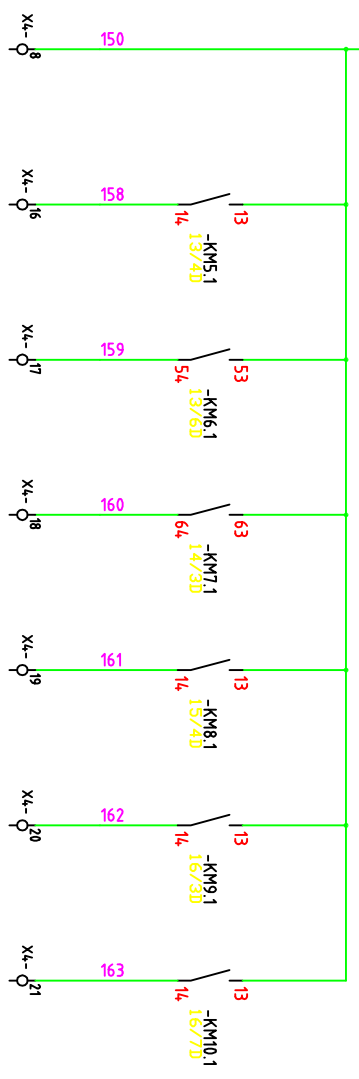 X4- 8 150
X4- 16 158 14 13
-KM5.1
13/4D
X4- 17 159 54 53
-KM6.1
13/6D
X4- 18 160 64 63
-KM7.1
14/3D
X4- 19 161 14 13
-KM8.1
15/4D
X4- 20 162 14 13
-KM9.1
16/3D
X4- 21 163 14 13
-KM10.1
16/7D